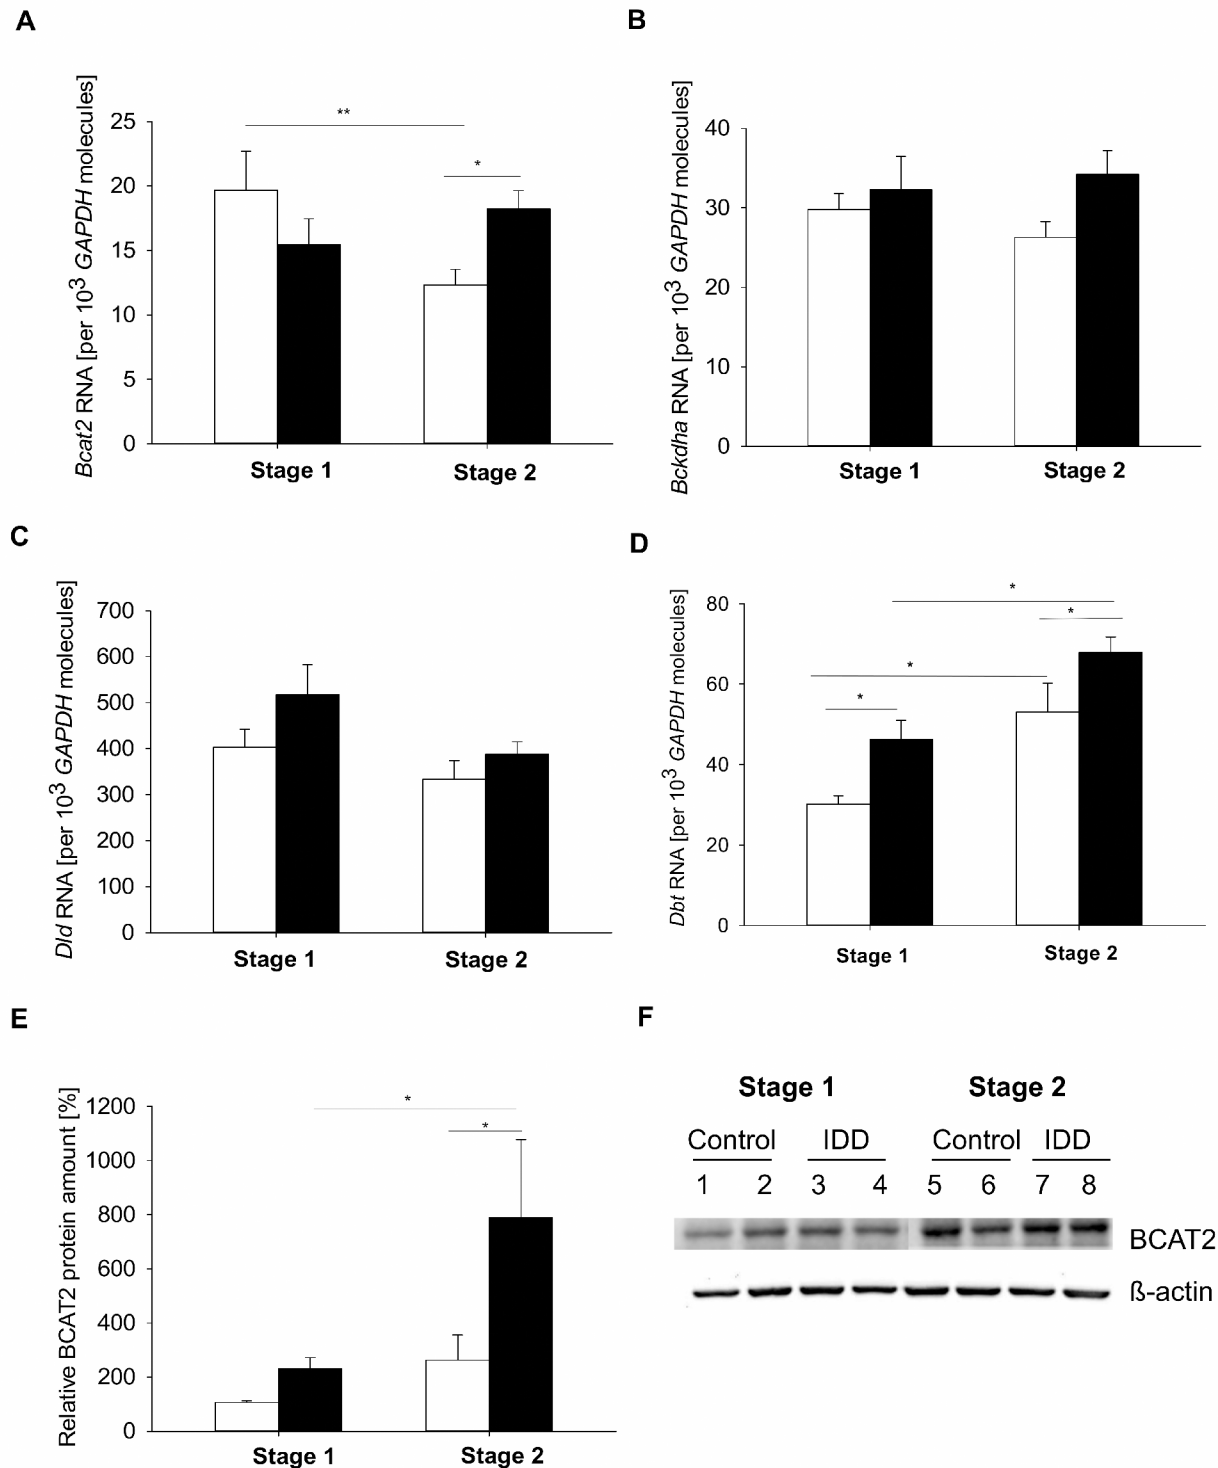 A
Bcat2 RNA [per 10³ GAPDH molecules]
25
20
15
10
5
0
**
*
Stage 1
Stage 2
B
Bckdha RNA [per 10³ GAPDH molecules]
40
30
20
10
0
Stage 1
Stage 2
C
Dld RNA [per 10³ GAPDH molecules]
700
600
500
400
300
200
100
0
Stage 1
Stage 2
D
Dbt RNA [per 10³ GAPDH molecules]
80
60
40
20
0
*
*
*
*
Stage 1
Stage 2
E
Relative BCAT2 protein amount [%]
1200
1000
800
600
400
200
0
*
*
Stage 1
Stage 2
F
Stage 1 Stage 2
Control IDD Control IDD
1 2 3 4 5 6 7 8
BCAT2
ß-actin